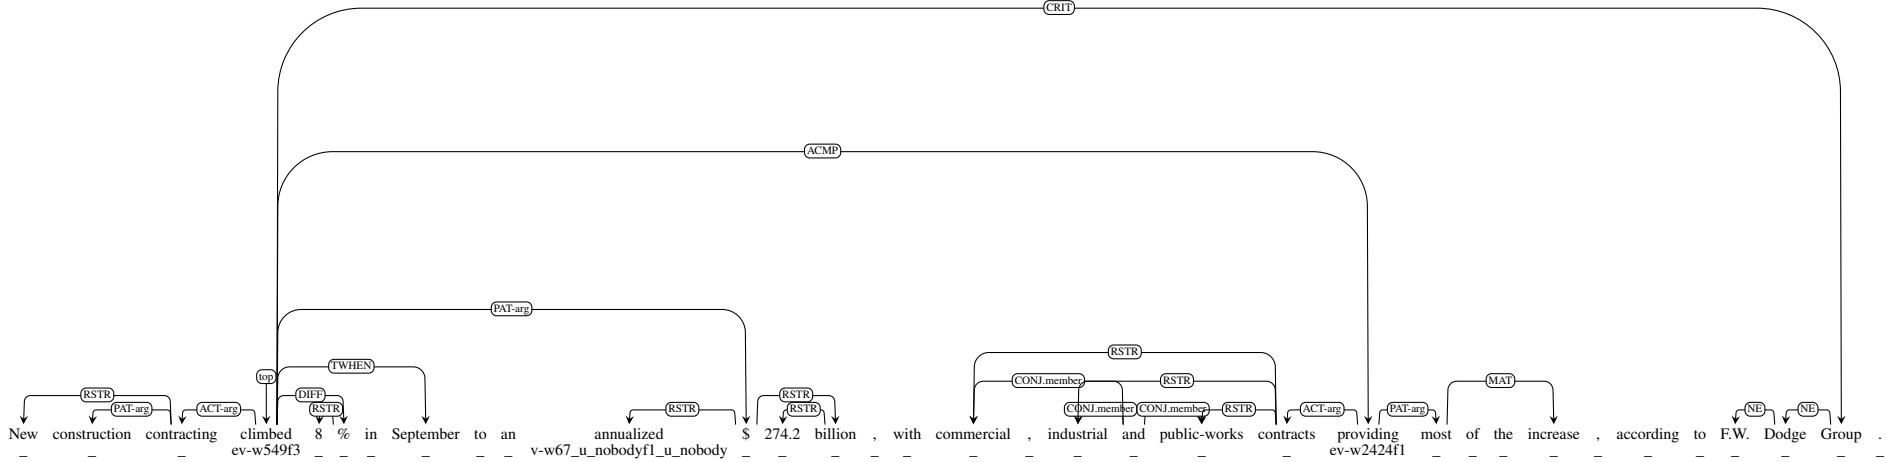 CRIT
ACMP
PAT-arg
RSTR
TWHEN
top
CONJ.member RSTR MAT
RSTR DIFF RSTR
PAT-arg ACT-arg RSTR RSTR RSTR CONJ.member CONJ.member RSTR ACT-arg PAT-arg NE NE
New construction contracting climbed 8 % in September to an annualized $ 274.2 billion , with commercial , industrial and public-works contracts providing most of the increase , according to F.W. Dodge Group .
_ _ _ ev-w549f3 _ _ _ _ _ _ v-w67_u_nobodyf1_u_nobody _ _ _ _ _ _ _ _ _ _ _ ev-w2424f1 _ _ _ _ _ _ _ _ _ _ _